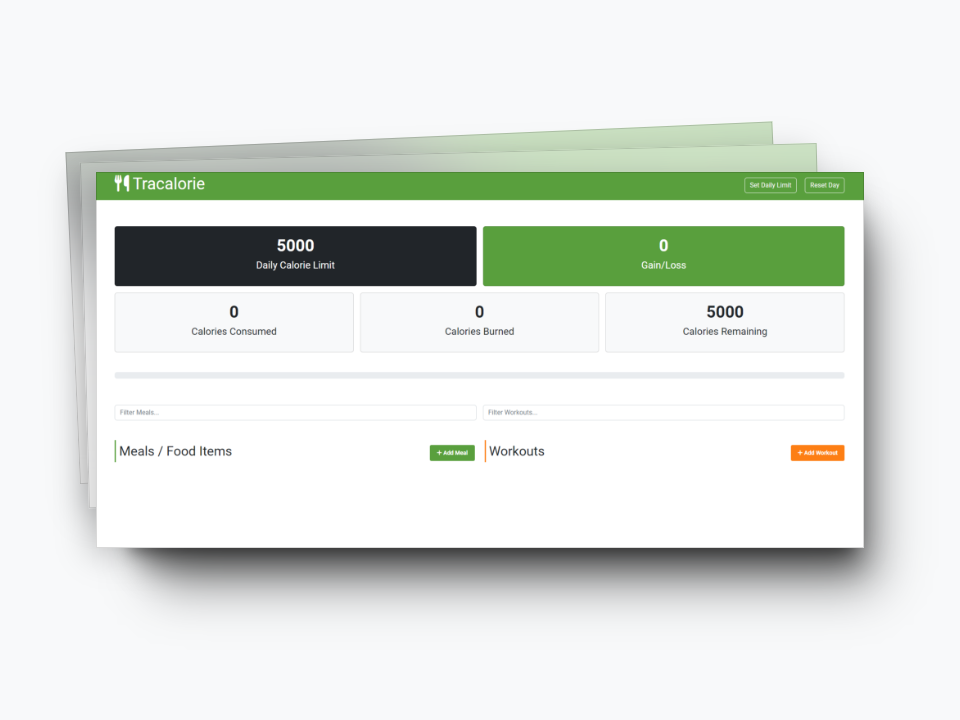 Tracalorie
Set Daily Limit
Reset Day
5000
Daily Calorie Limit
0
Gain/Loss
0
Calories Consumed
0
Calories Burned
5000
Calories Remaining
Filter Meals...
Filter Workouts...
Meals / Food Items
+ Add Meal
Workouts
+ Add Workout